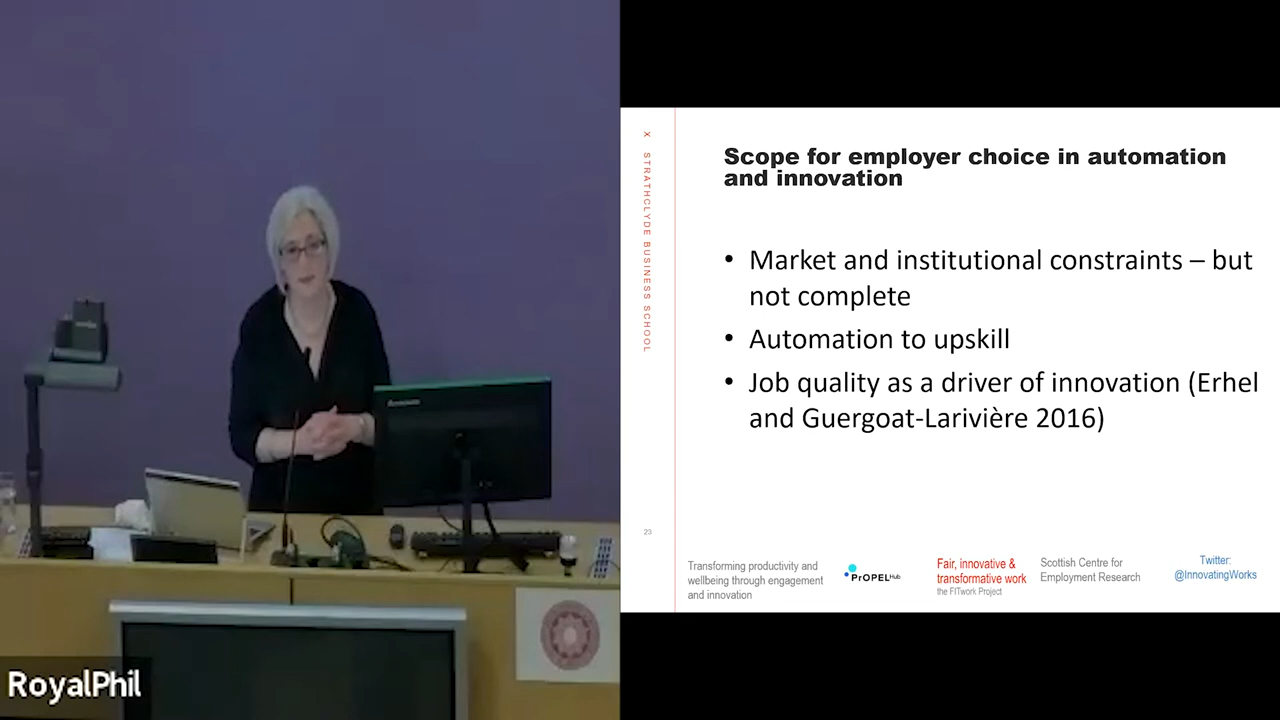 RoyalPhil
X STRATHCLYDE BUSINESS SCHOOL
Scope for employer choice in automation
and innovation
• Market and institutional constraints – but
not complete
• Automation to upskill
• Job quality as a driver of innovation (Erhel
and Guergoat-Larivière 2016)
23
Transforming productivity and
wellbeing through engagement
and innovation
PrOPEL Hub
Fair, innovative &
transformative work
the FITwork Project
Scottish Centre for
Employment Research
Twitter:
@InnovatingWorks